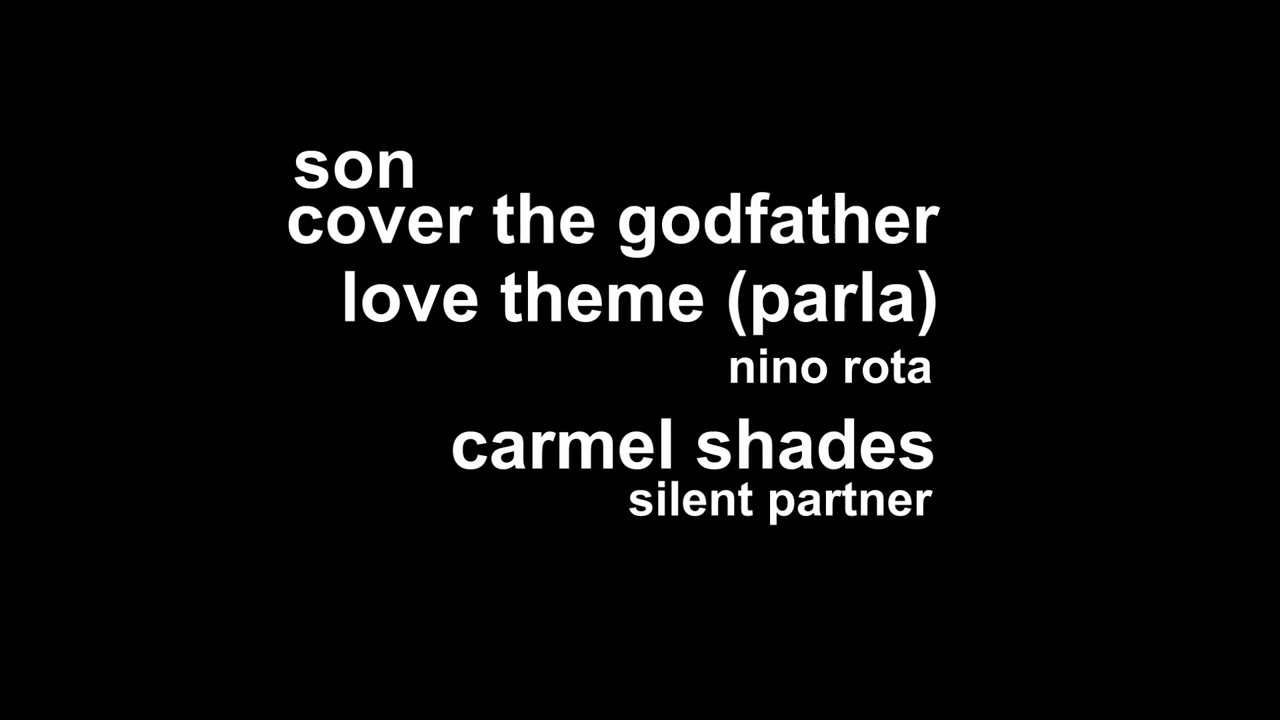 son
cover the godfather
love theme (parla)
nino rota
carmel shades
silent partner